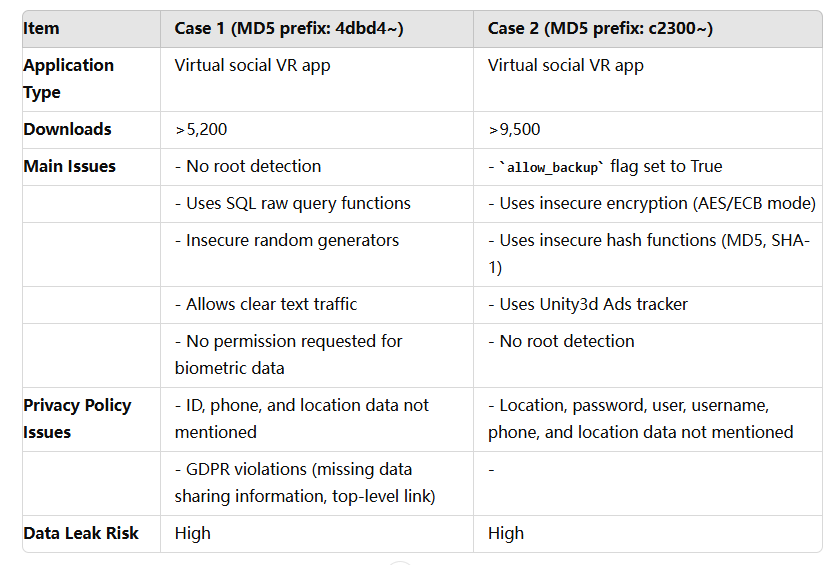 Item Case 1 (MD5 prefix: 4dbd4~) Case 2 (MD5 prefix: c2300~)
Application Virtual social VR app Virtual social VR app
Type
Downloads >5,200 >9,500
Main Issues - No root detection - `allow_backup` flag set to True
- Uses SQL raw query functions - Uses insecure encryption (AES/ECB mode)
- Insecure random generators - Uses insecure hash functions (MD5, SHA-
1)
- Allows clear text traffic - Uses Unity3d Ads tracker
- No permission requested for - No root detection
biometric data
Privacy Policy - ID, phone, and location data not - Location, password, user, username,
Issues mentioned phone, and location data not mentioned
- GDPR violations (missing data -
sharing information, top-level link)
Data Leak Risk High High